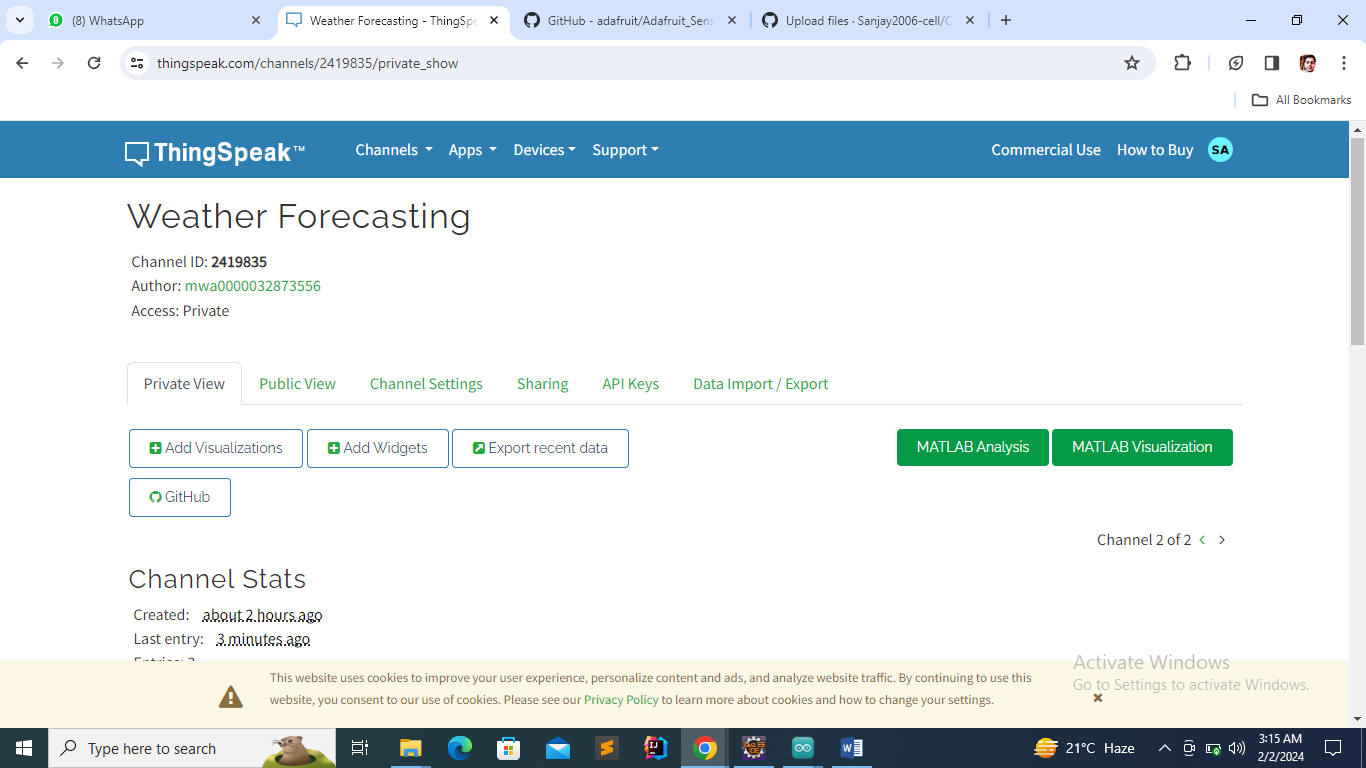 (8) WhatsApp
Weather Forecasting - ThingSpe
GitHub - adafruit/Adafruit_Sens
Upload files · Sanjay2006-cell/C
thingspeak.com/channels/2419835/private_show
All Bookmarks
ThingSpeak™
Channels
Apps
Devices
Support
Commercial Use
How to Buy
SA
Weather Forecasting
Channel ID: 2419835
Author: mwa0000032873556
Access: Private
Private View
Public View
Channel Settings
Sharing
API Keys
Data Import / Export
Add Visualizations
Add Widgets
Export recent data
MATLAB Analysis
MATLAB Visualization
GitHub
Channel 2 of 2 < >
Channel Stats
Created: about 2 hours ago
Last entry: 3 minutes ago
This website uses cookies to improve your user experience, personalize content and ads, and analyze website traffic. By continuing to use this
website, you consent to our use of cookies. Please see our Privacy Policy to learn more about cookies and how to change your settings.
Activate Windows
Go to Settings to activate Windows.
Type here to search
21°C Haze
3:15 AM
2/2/2024